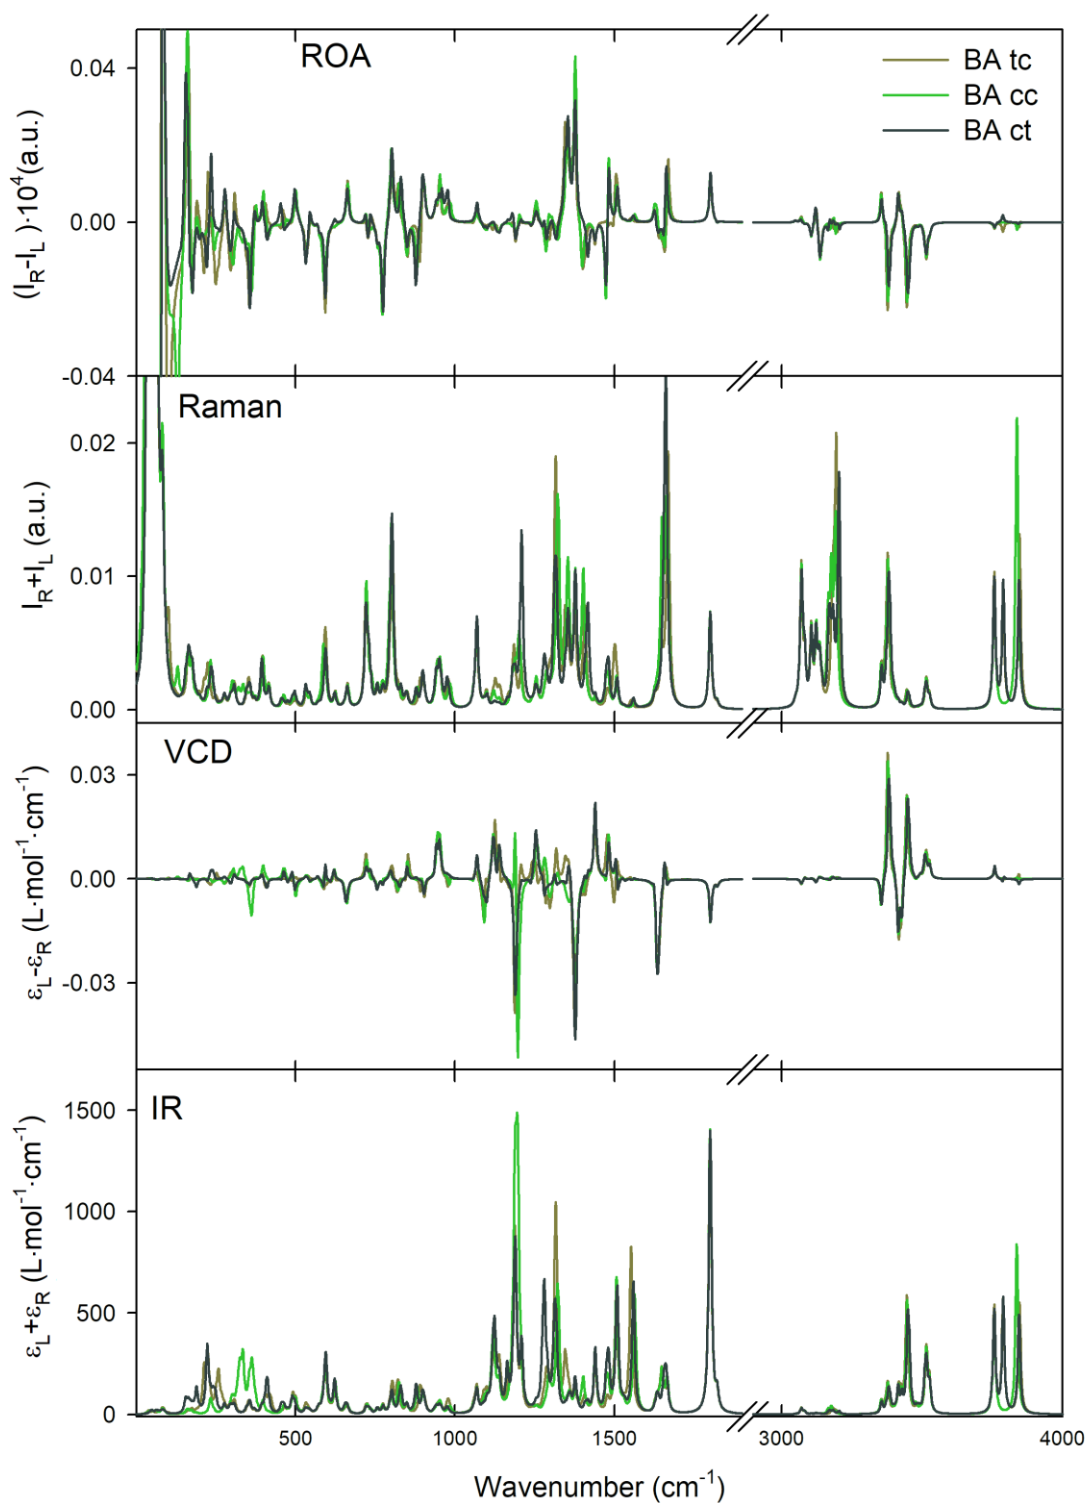 ROA
BA tc
BA cc
BA ct
0.04
0.00
-0.04
(I_R-I_L)·10⁴(a.u.)
Raman
0.02
0.01
0.00
I_R+I_L (a.u.)
VCD
0.03
0.00
-0.03
ε_L-ε_R (L·mol⁻¹·cm⁻¹)
IR
1500
1000
500
0
ε_L+ε_R (L·mol⁻¹·cm⁻¹)
500 1000 1500 3000 4000
Wavenumber (cm⁻¹)